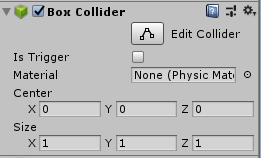 Box Collider
Edit Collider
Is Trigger
Material None (Physic Mate
Center
X 0 Y 0 Z 0
Size
X 1 Y 1 Z 1